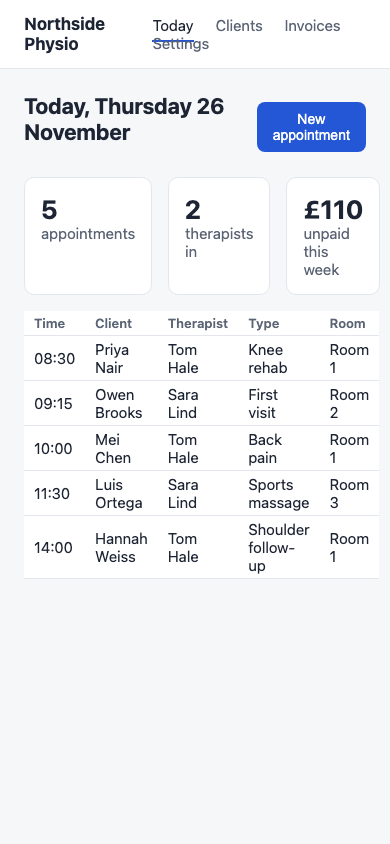 Northside
Physio
Today Clients Invoices
Settings
Today, Thursday 26
November
New
appointment
5
appointments
2
therapists
in
£110
unpaid
this
week
Time Client Therapist Type Room
08:30 Priya Nair Tom Hale Knee rehab Room 1
09:15 Owen Brooks Sara Lind First visit Room 2
10:00 Mei Chen Tom Hale Back pain Room 1
11:30 Luis Ortega Sara Lind Sports massage Room 3
14:00 Hannah Weiss Tom Hale Shoulder follow-up Room 1